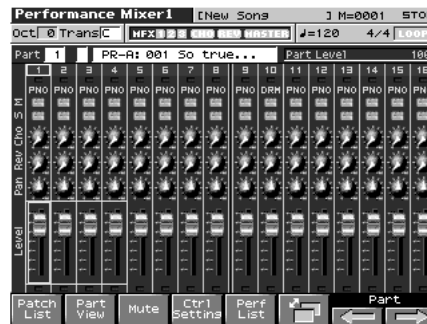 Performance Mixer1 [New Song ] M=0001 STO
Oct 0 Trans C MFX 1 2 3 CHO REV MASTER ♩=120 4/4 LOOP
Part 1 PR-A: 001 So true... Part Level 100
1 2 3 4 5 6 7 8 9 10 11 12 13 14 15 16
PNO PNO PNO PNO PNO PNO PNO PNO PNO DRM PNO PNO PNO PNO PNO PNO
S M
Cho
Rev
Pan
Level
Patch List
Part View
Mute
Ctrl Setting
Perf List
Part